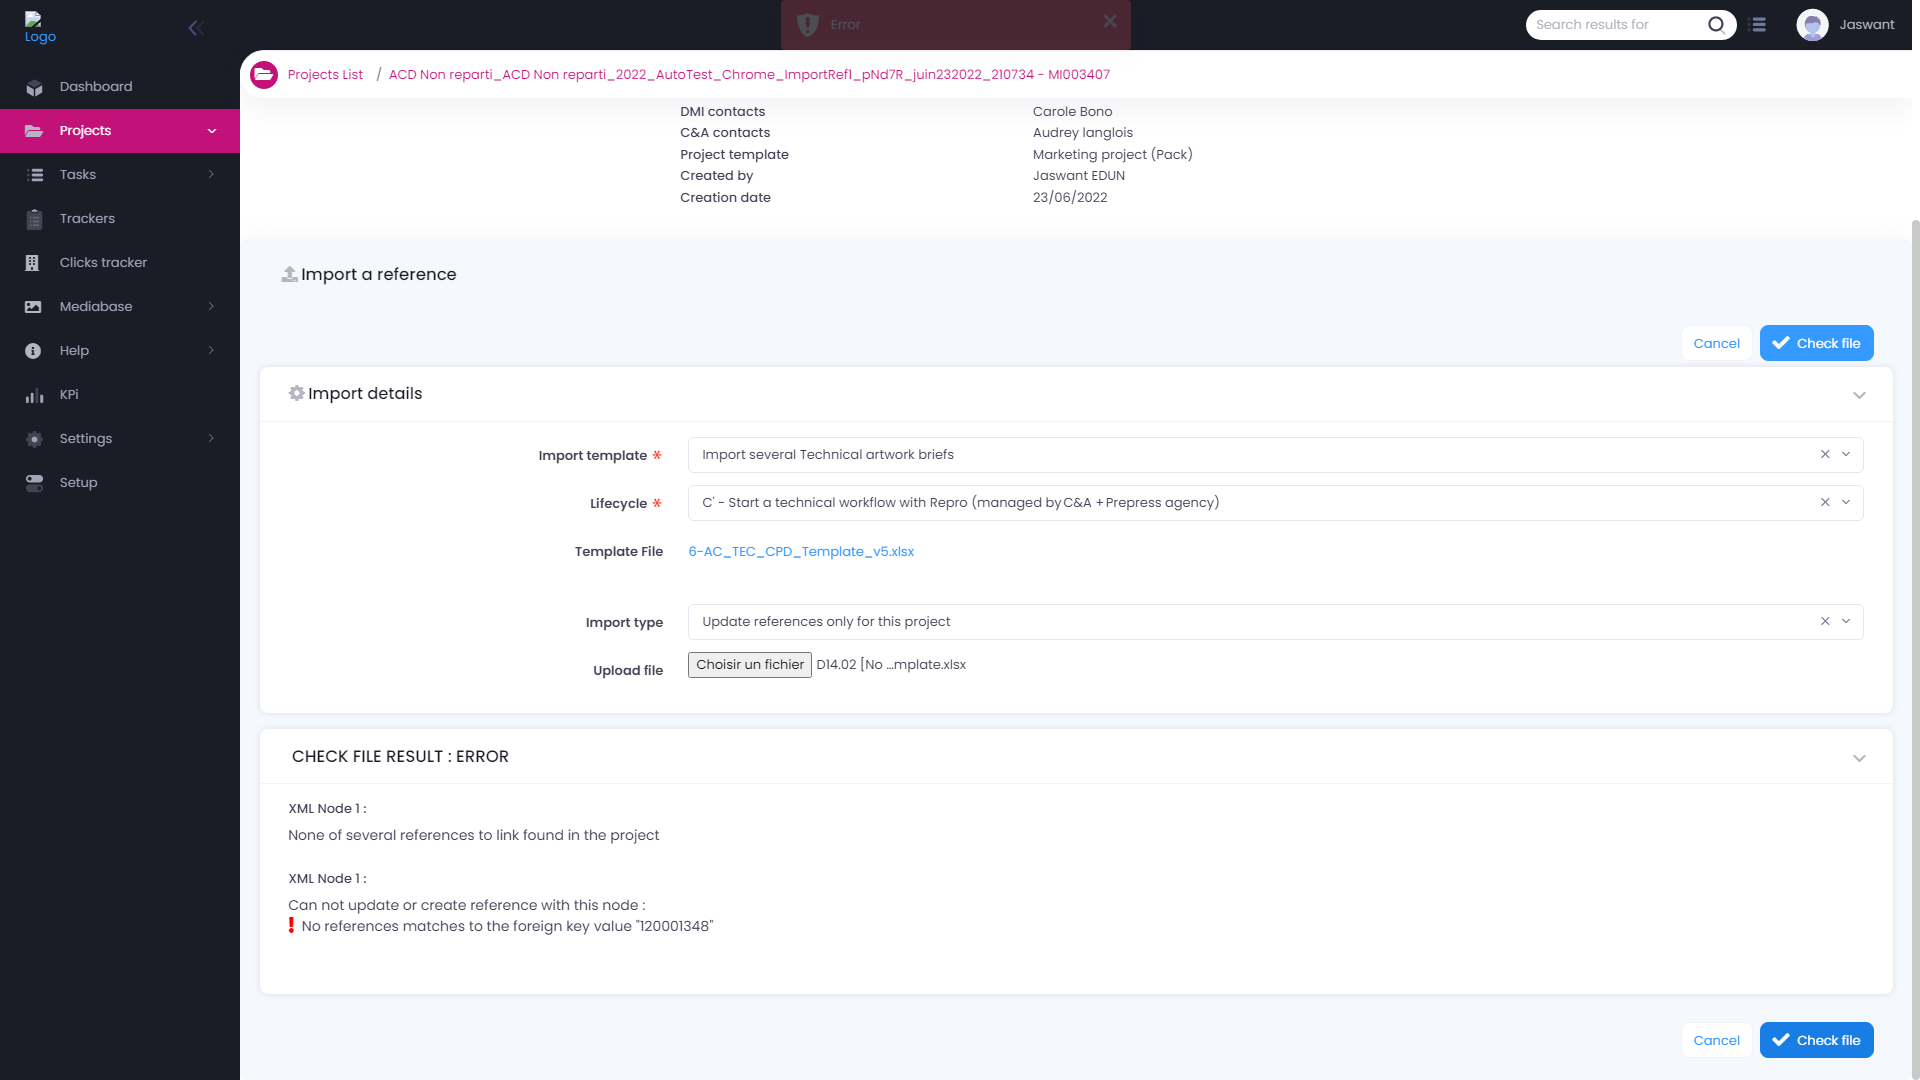 Logo
Error
Search results for
Jaswant
Projects List / ACD Non reparti_ACD Non reparti_2022_AutoTest_Chrome_ImportRef1_pNd7R_juin232022_210734 - MI003407
Dashboard
Projects
Tasks
Trackers
Clicks tracker
Mediabase
Help
KPi
Settings
Setup
DMI contacts Carole Bono
C&A contacts Audrey langlois
Project template Marketing project (Pack)
Created by Jaswant EDUN
Creation date 23/06/2022
Import a reference
Cancel Check file
Import details
Import template * Import several Technical artwork briefs
Lifecycle * C' - Start a technical workflow with Repro (managed by C&A + Prepress agency)
Template File 6-AC_TEC_CPD_Template_v5.xlsx
Import type Update references only for this project
Upload file Choisir un fichier D14.02 [No ...mplate.xlsx
CHECK FILE RESULT : ERROR
XML Node 1 :
None of several references to link found in the project
XML Node 1 :
Can not update or create reference with this node :
No references matches to the foreign key value "120001348"
Cancel Check file